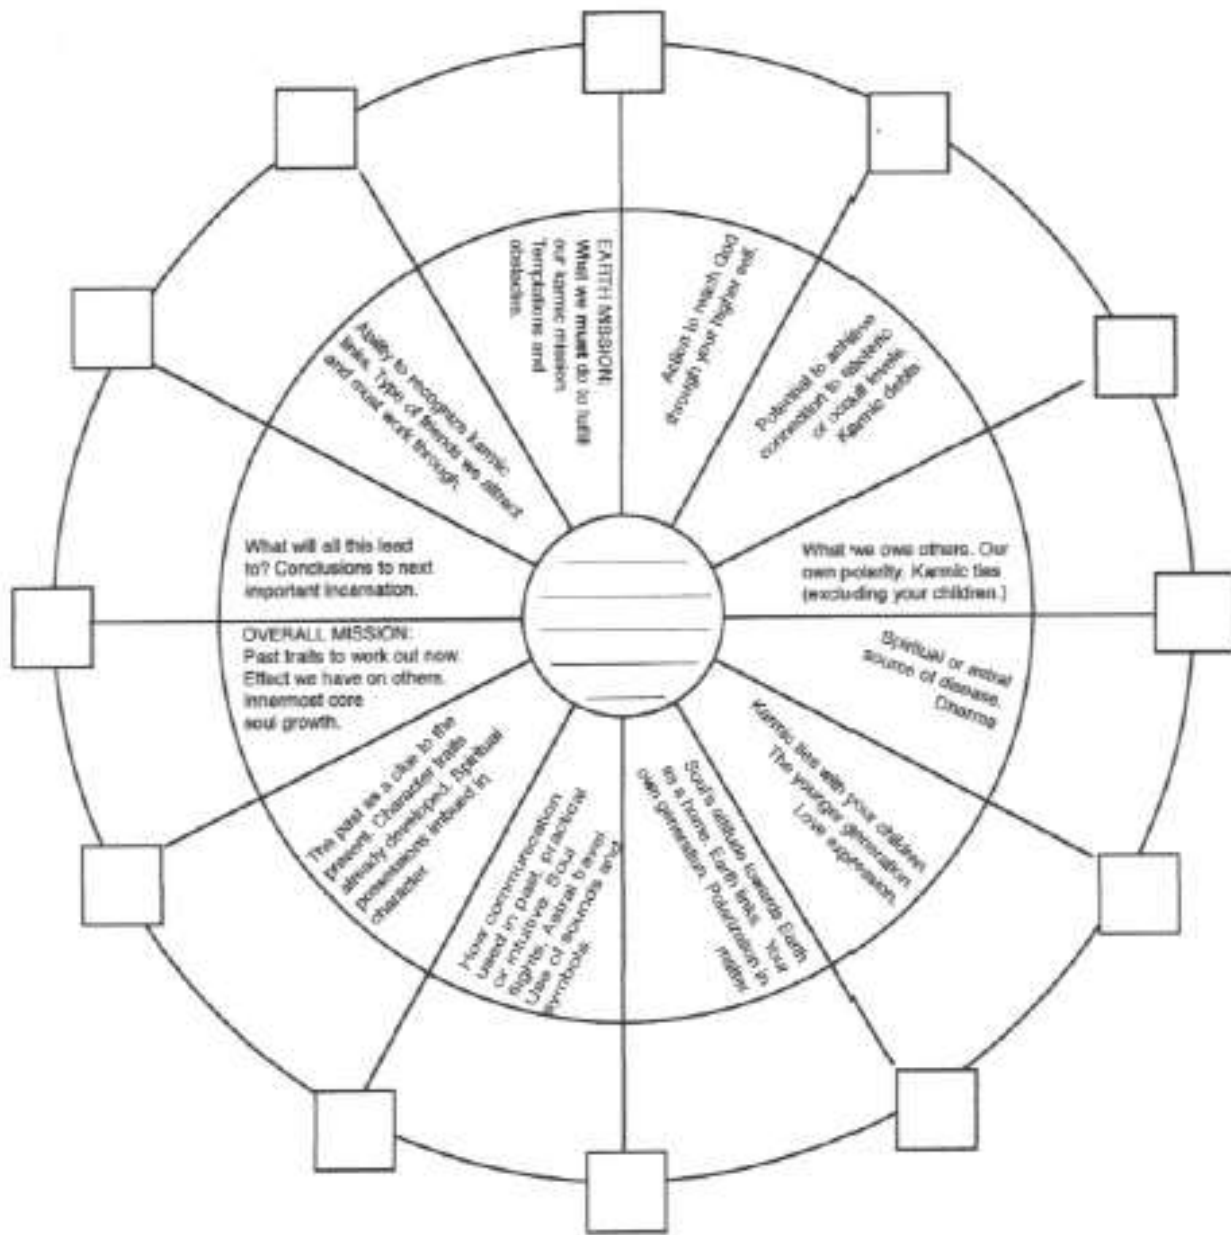 EARTH MISSION:
What we must do to fulfill
our karmic mission
Temptations and
obstacles.
Action to reach God
through your higher self.
Potential to achieve
connection to esoteric
or occult levels.
Karmic debts
What we owe others. Our
own polarity. Karmic ties
(excluding your children.)
Spiritual or astral
source of disease.
Dharma
Karmic ties with your children
The younger generation
Love expression.
Soul's attitude towards Earth
as a home. Earth links. Your
own generation. Polarization in
matter.
How communication
used in past, practical
or intuitive. Soul
flights, Astral travel
Use of sounds and
symbols.
The past as a clue to the
present. Character traits
already developed. Spiritual
possessions imbued in
character
OVERALL MISSION:
Past traits to work out now.
Effect we have on others.
Innermost core
soul growth.
What will all this lead
to? Conclusions to next
important incarnation.
Ability to recognize karmic
links. Type of friends we attract
and must work through.